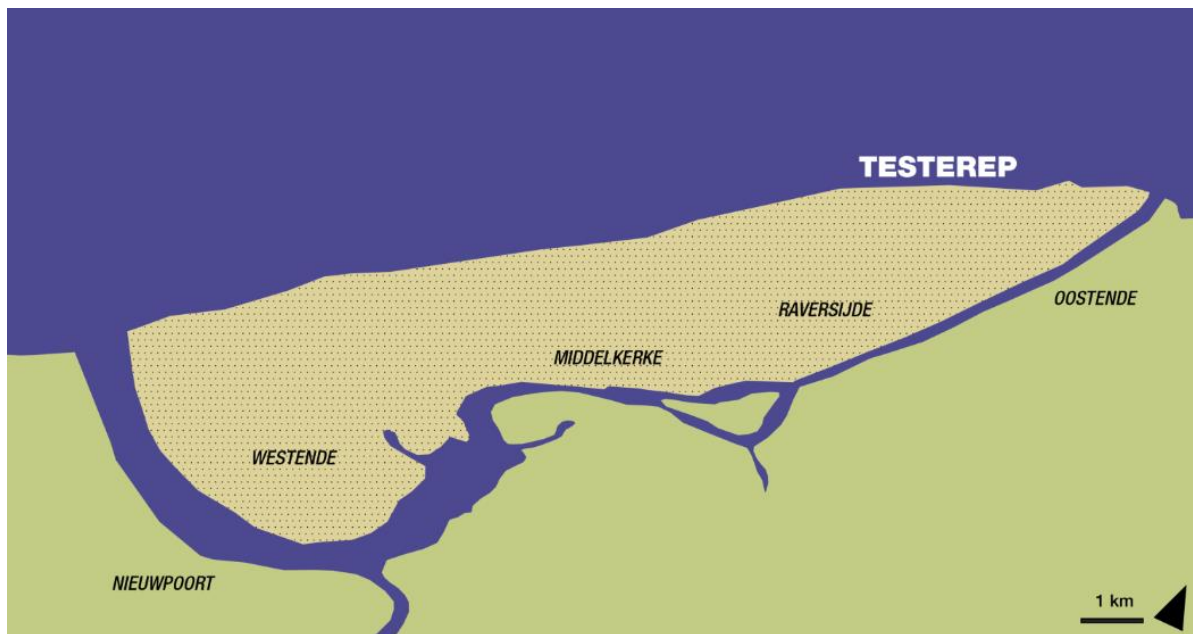 TESTEREP
RAVERSIJDE
OOSTENDE
MIDDELKERKE
WESTENDE
NIEUWPOORT
1 km